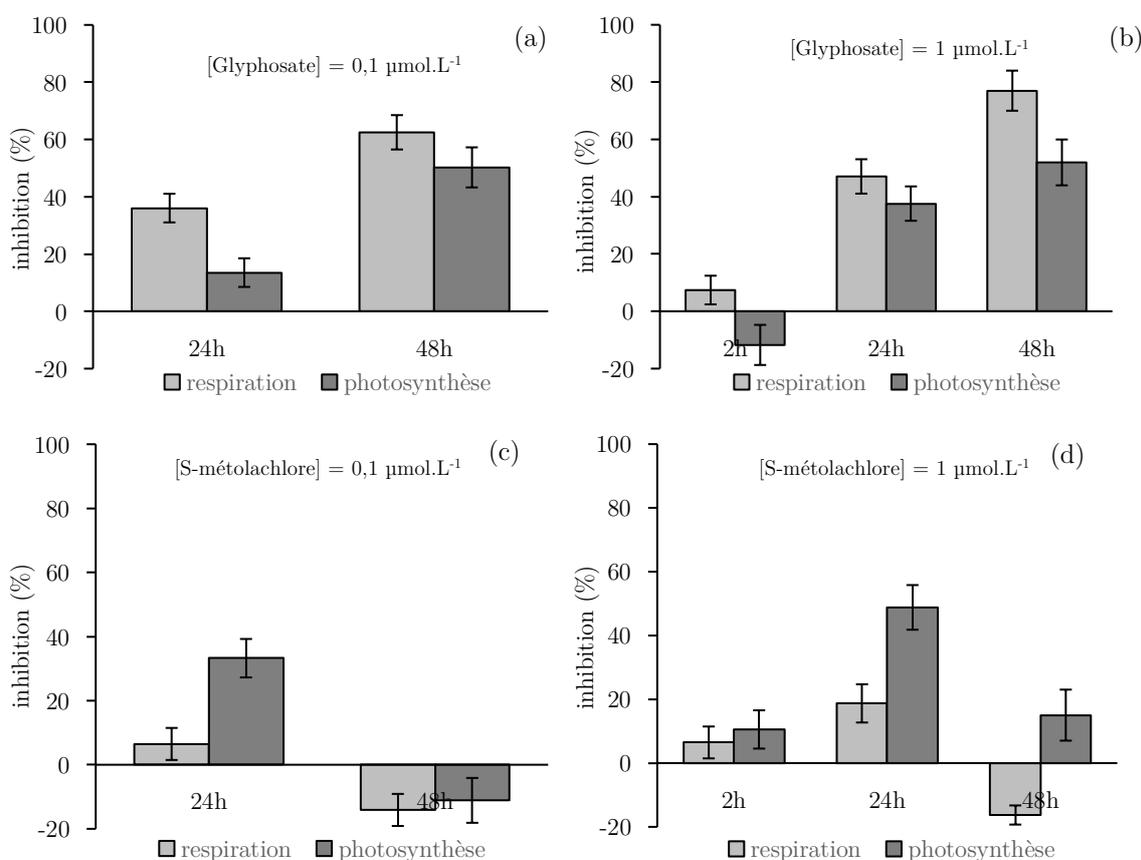 (a)
[Glyphosate] = 0,1 µmol.L-1
100
80
60
40
20
0
-20
inhibition (%)
24h
48h
respiration
photosynthèse
(b)
[Glyphosate] = 1 µmol.L-1
100
80
60
40
20
0
-20
inhibition (%)
2h
24h
48h
respiration
photosynthèse
(c)
[S-métolachlore] = 0,1 µmol.L-1
100
80
60
40
20
0
-20
inhibition (%)
24h
48h
respiration
photosynthèse
(d)
[S-métolachlore] = 1 µmol.L-1
100
80
60
40
20
0
-20
inhibition (%)
2h
24h
48h
respiration
photosynthèse